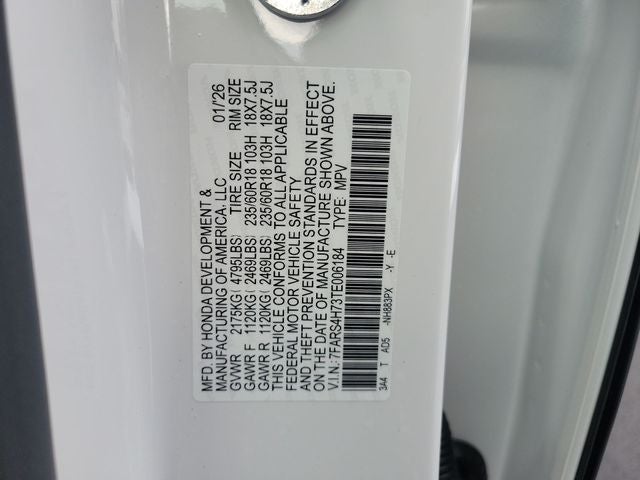 MFD. BY HONDA DEVELOPMENT & 01/'26
MANUFACTURING OF AMERICA, LLC
GVWR 2175KG( 4795LBS) TIRE SIZE RIM SIZE
GAWR F 1120KG( 2469LBS) 235/60R18 103H 18X7.5J
GAWR R 1120KG( 2469LBS) 235/60R18 103H 18X7.5J
THIS VEHICLE CONFORMS TO ALL APPLICABLE
FEDERAL MOTOR VEHICLE SAFETY
AND THEFT PREVENTION STANDARDS IN EFFECT
ON THE DATE OF MANUFACTURE SHOWN ABOVE.
V.I.N.: 7FARS4H73TE006184 TYPE: MPV
3A4 T AD5 -NH883PX -Y -E